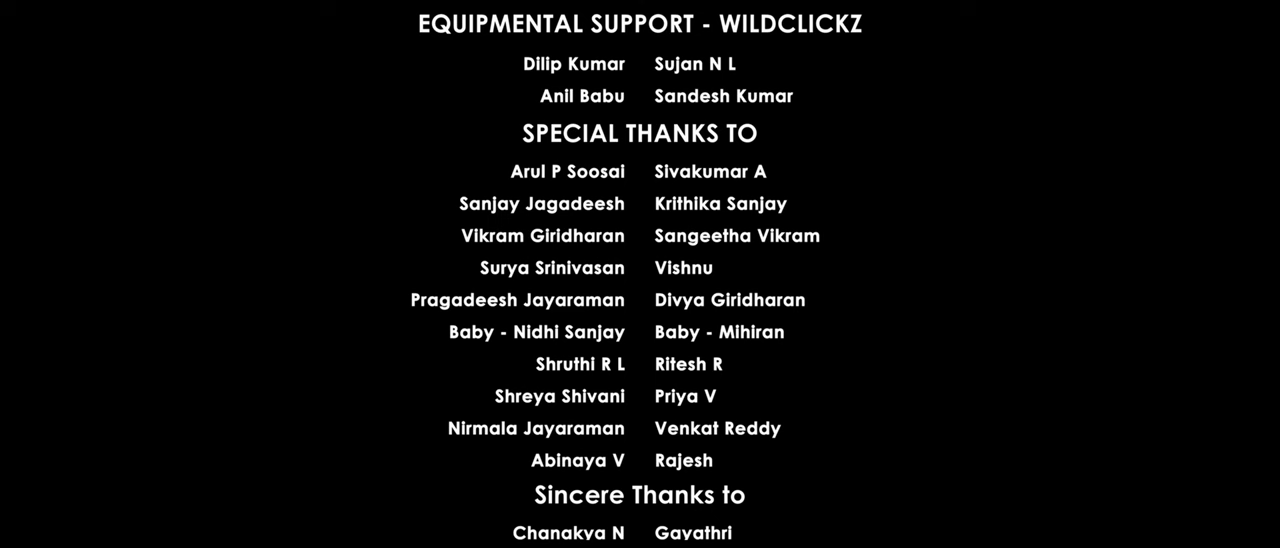 EQUIPMENTAL SUPPORT - WILDCLICKZ
Dilip Kumar Sujan N L
Anil Babu Sandesh Kumar
SPECIAL THANKS TO
Arul P Soosai Sivakumar A
Sanjay Jagadeesh Krithika Sanjay
Vikram Giridharan Sangeetha Vikram
Surya Srinivasan Vishnu
Pragadeesh Jayaraman Divya Giridharan
Baby - Nidhi Sanjay Baby - Mihiran
Shruthi R L Ritesh R
Shreya Shivani Priya V
Nirmala Jayaraman Venkat Reddy
Abinaya V Rajesh
Sincere Thanks to
Chanakya N Gayathri